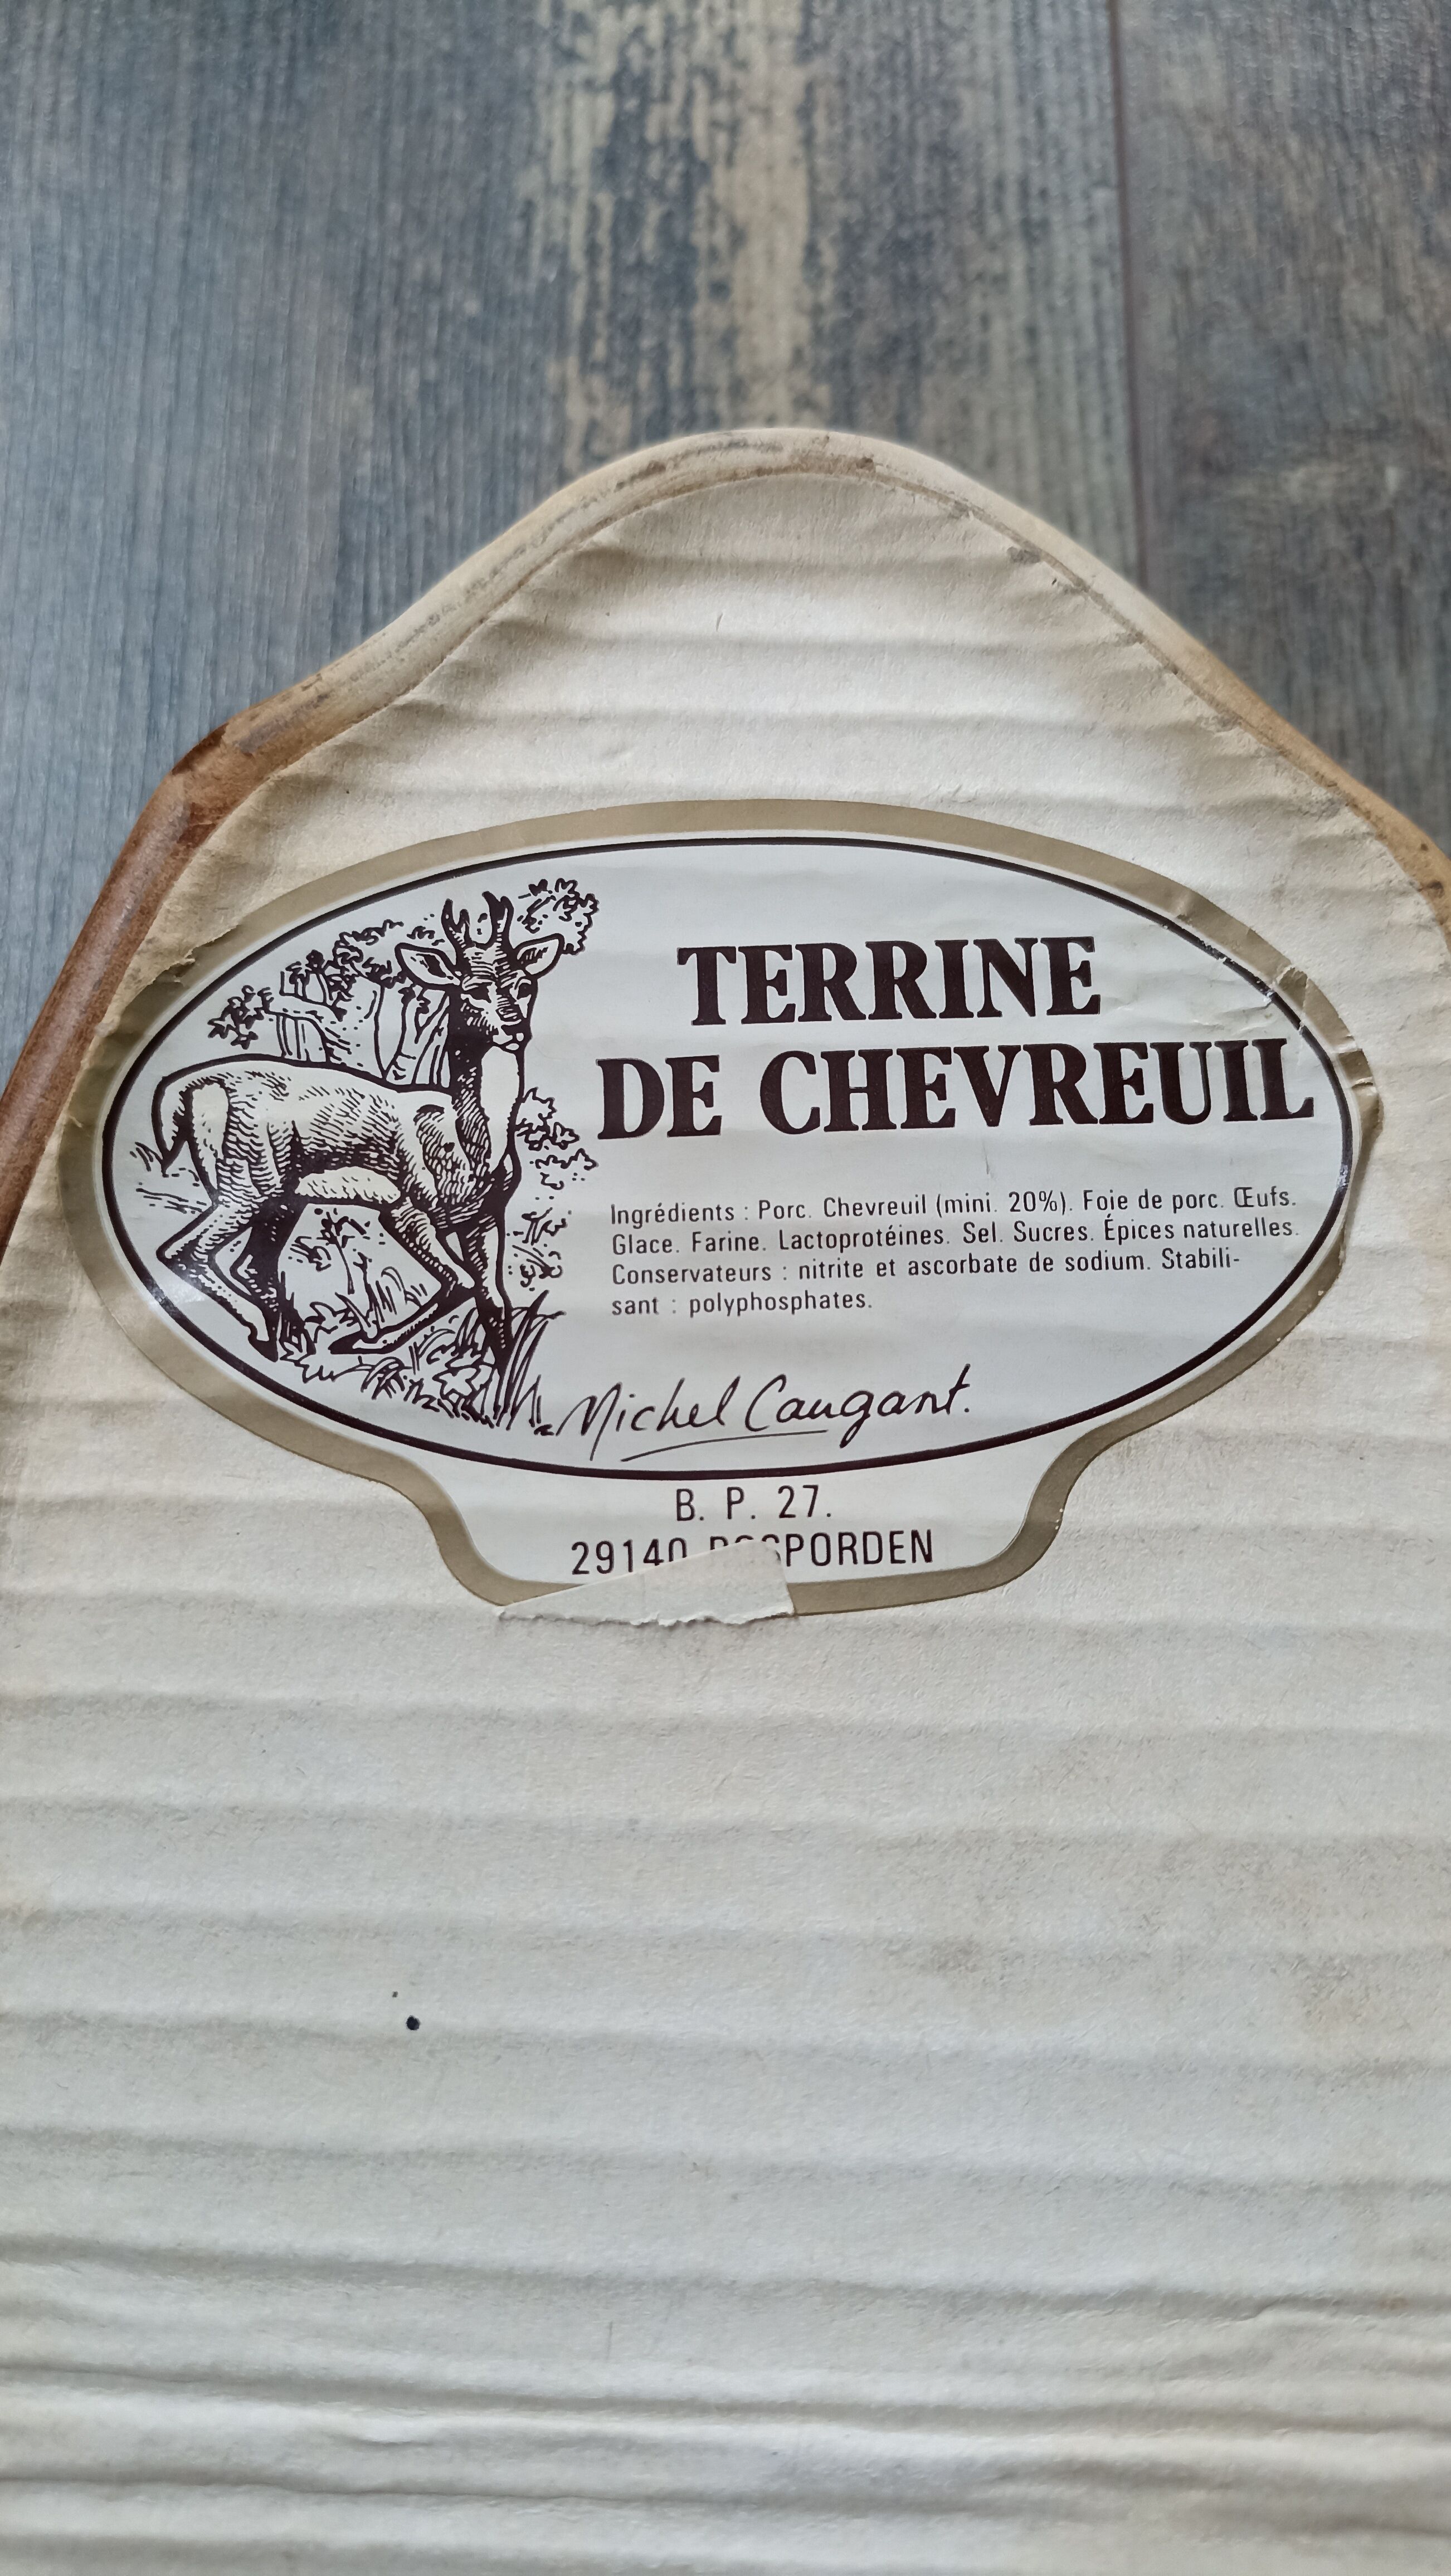 TERRINE
DE CHEVREUIL
Ingrédients : Porc. Chevreuil (mini. 20%). Foie de porc. Œufs.
Glace. Farine. Lactoprotéines. Sel. Sucres. Épices naturelles.
Conservateurs : nitrite et ascorbate de sodium. Stabili-
sant : polyphosphates.
Michel Caugant.
B. P. 27.
29140 ROSPORDEN